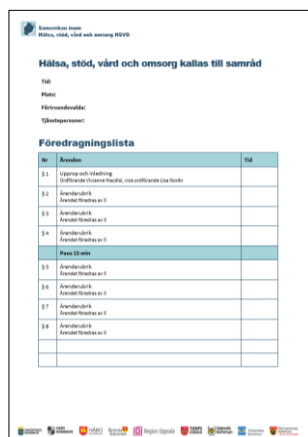 Samverkan inom
Hälsa, stöd, vård och omsorg HSVO
Hälsa, stöd, vård och omsorg kallas till samråd
Tid:
Plats:
Förtroendevalda:
Tjänstepersoner:
Föredragningslista
Nr Ärenden Tid
§ 1 Upprop och inledning
Ordförande Vivianne Macdisi, vice ordförande Lisa Norén
§ 2 Ärenderubrik
Ärendet föredras av X
§ 3 Ärenderubrik
Ärendet föredras av X
§ 4 Ärenderubrik
Ärendet föredras av X
Paus 15 min
§ 5 Ärenderubrik
Ärendet föredras av X
§ 6 Ärenderubrik
Ärendet föredras av X
§ 7 Ärenderubrik
Ärendet föredras av X
§ 8 Ärenderubrik
Ärendet föredras av X
HÅBO Region Uppsala